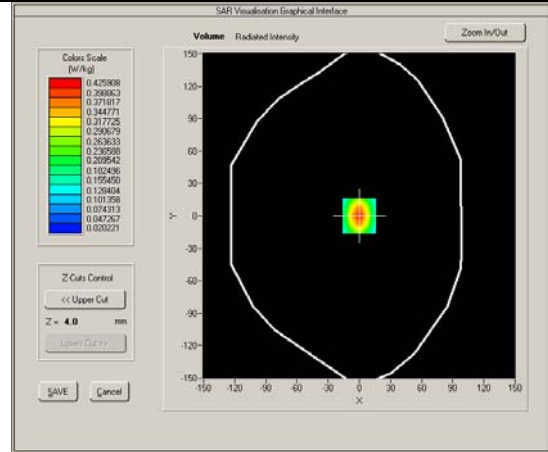 SAR Visualisation Graphical Interface
Volume Radiated Intensity
Zoom In/Out
Colors Scale
(W/kg)
0.425908
0.398863
0.371817
0.344771
0.317725
0.290679
0.263633
0.236588
0.209542
0.182496
0.155450
0.128404
0.101358
0.074313
0.047267
0.020221
Z-Cuts Control
<< Upper Cut
Z = 4.0 mm
Lower Cut >>
SAVE
Cancel
150
120
90
60
30
0
-30
-60
-90
-120
-150
Y
-150 -120 -90 -60 -30 0 30 60 90 120 150
X